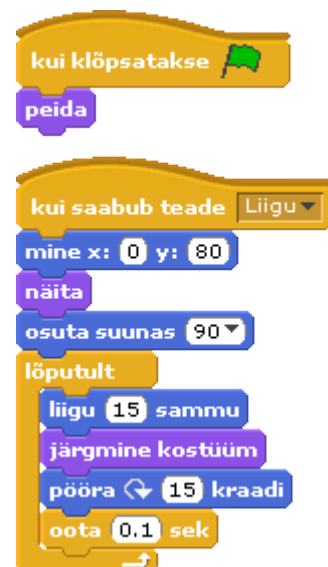 kui klõpsatakse
peida
kui saabub teade Liigu
mine x: 0 y: 80
näita
osuta suunas 90
lõputult
liigu 15 sammu
järgmine kostüüm
pööra 15 kraadi
oota 0.1 sek